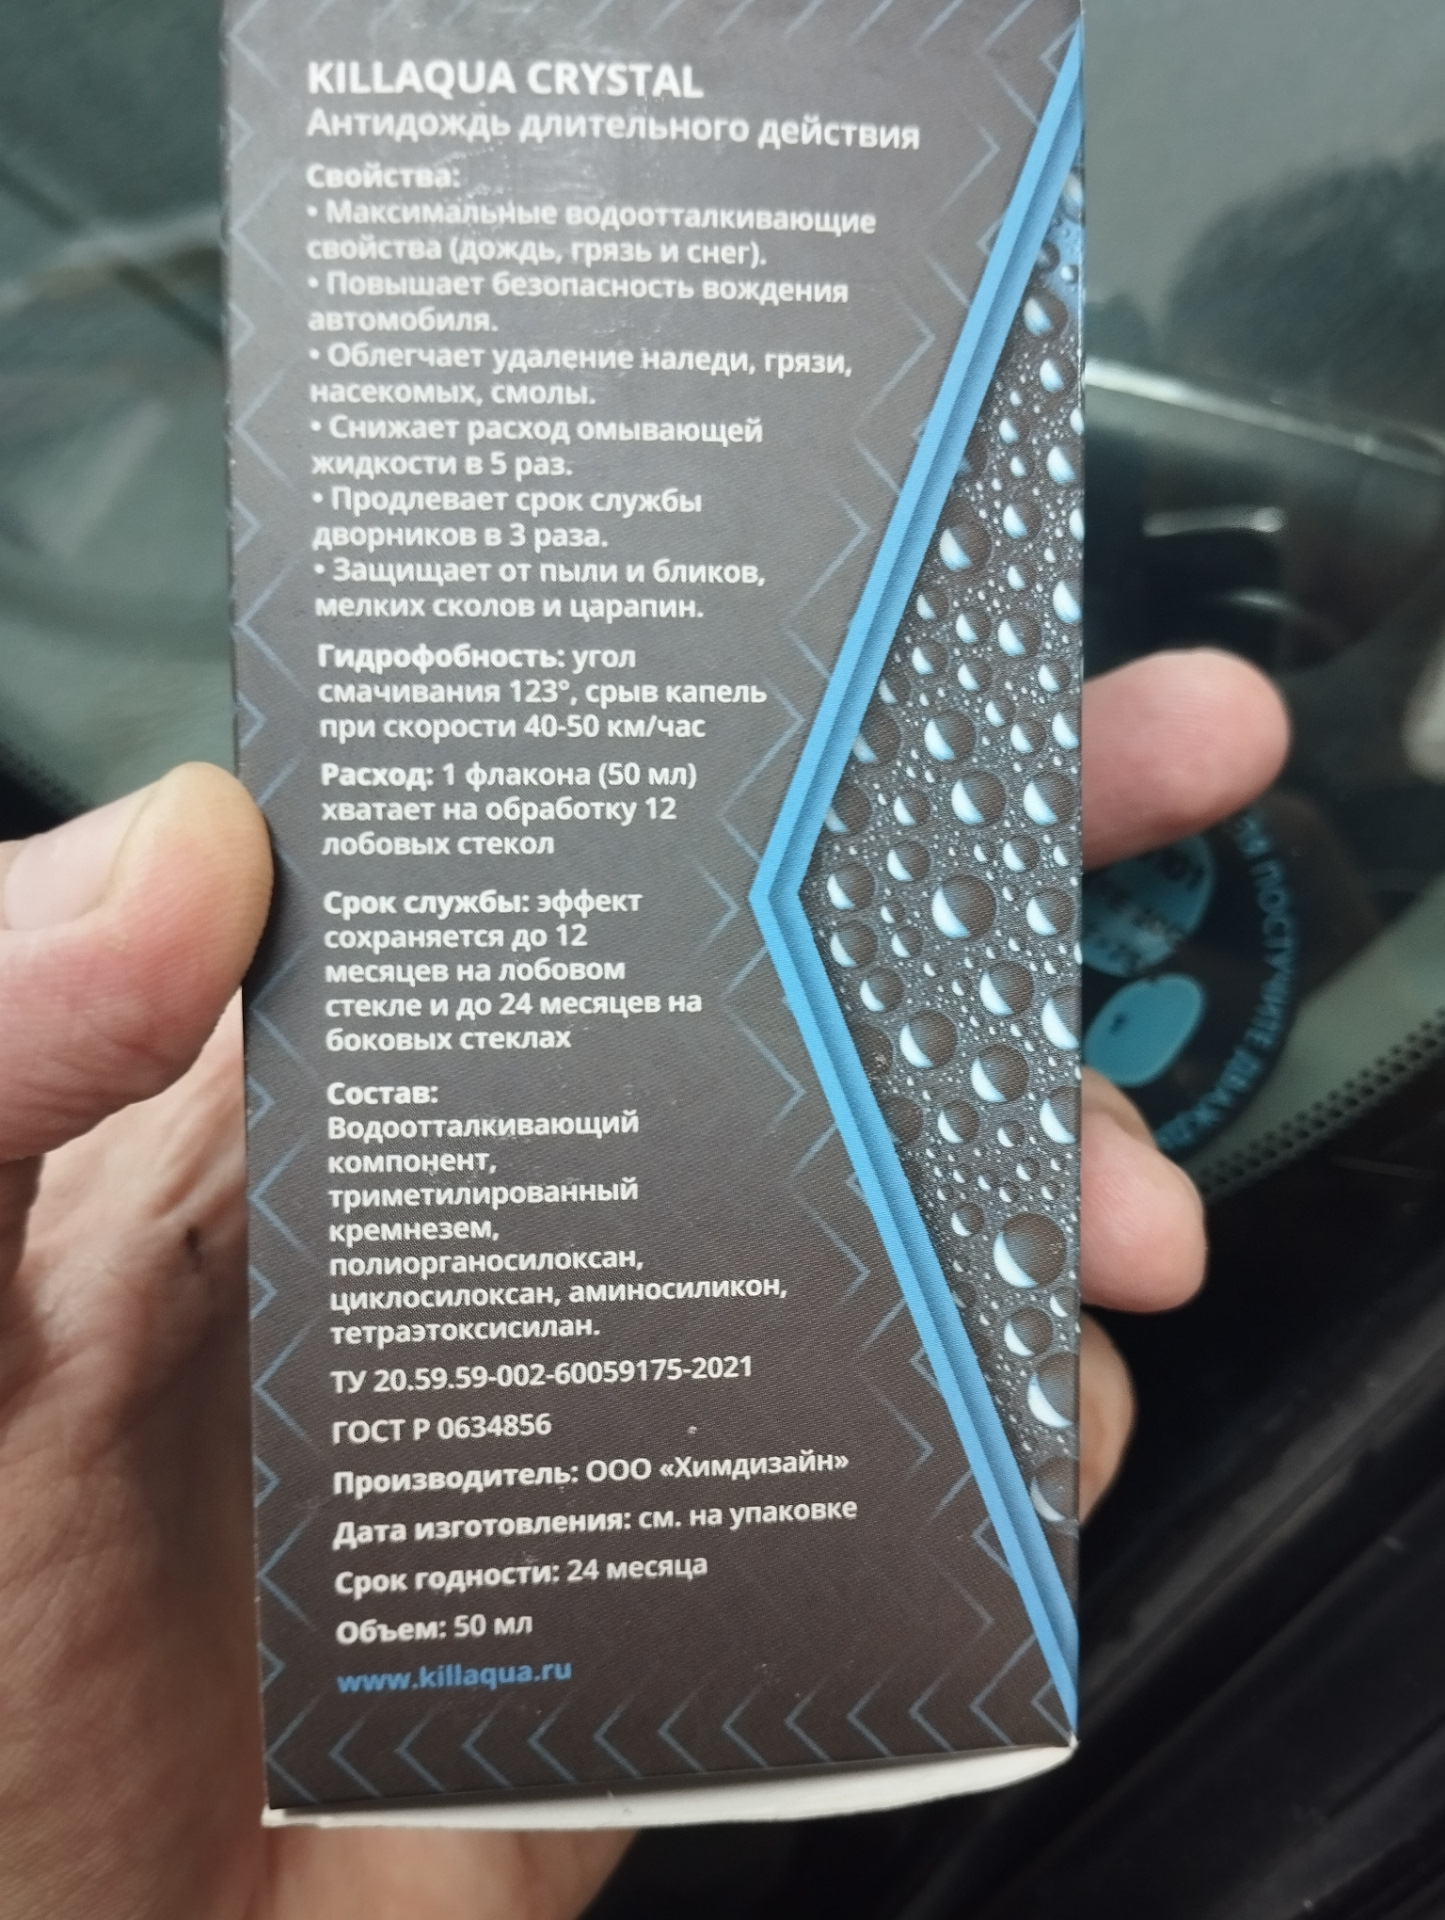 KILLAQUA CRYSTAL
Антидождь длительного действия
Свойства:
• Максимальные водоотталкивающие
свойства (дождь, грязь и снег).
• Повышает безопасность вождения
автомобиля.
• Облегчает удаление наледи, грязи,
насекомых, смолы.
• Снижает расход омывающей
жидкости в 5 раз.
• Продлевает срок службы
дворников в 3 раза.
• Защищает от пыли и бликов,
мелких сколов и царапин.
Гидрофобность: угол
смачивания 123°, срыв капель
при скорости 40-50 км/час
Расход: 1 флакона (50 мл)
хватает на обработку 12
лобовых стекол
Срок службы: эффект
сохраняется до 12
месяцев на лобовом
стекле и до 24 месяцев на
боковых стеклах
Состав:
Водоотталкивающий
компонент,
триметилированный
кремнезем,
полиорганосилоксан,
циклосилоксан, аминосиликон,
тетраэтоксисилан.
ТУ 20.59.59-002-60059175-2021
ГОСТ Р 0634856
Производитель: ООО «Химдизайн»
Дата изготовления: см. на упаковке
Срок годности: 24 месяца
Объем: 50 мл
www.killaqua.ru
ПОСТУЧИТЕ